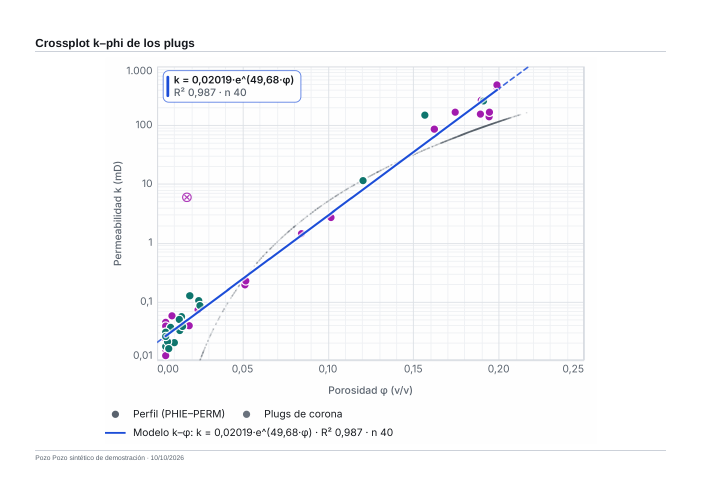 Crossplot k–phi de los plugs
k = 0,02019·e^(49,68·φ)
R² 0,987 · n 40
1.000
100
10
1
0,1
0,01
Permeabilidad k (mD)
0,00 0,05 0,10 0,15 0,20 0,25
Porosidad φ (v/v)
Perfil (PHIE–PERM) Plugs de corona
Modelo k–φ: k = 0,02019·e^(49,68·φ) · R² 0,987 · n 40
Pozo Pozo sintético de demostración · 10/10/2026